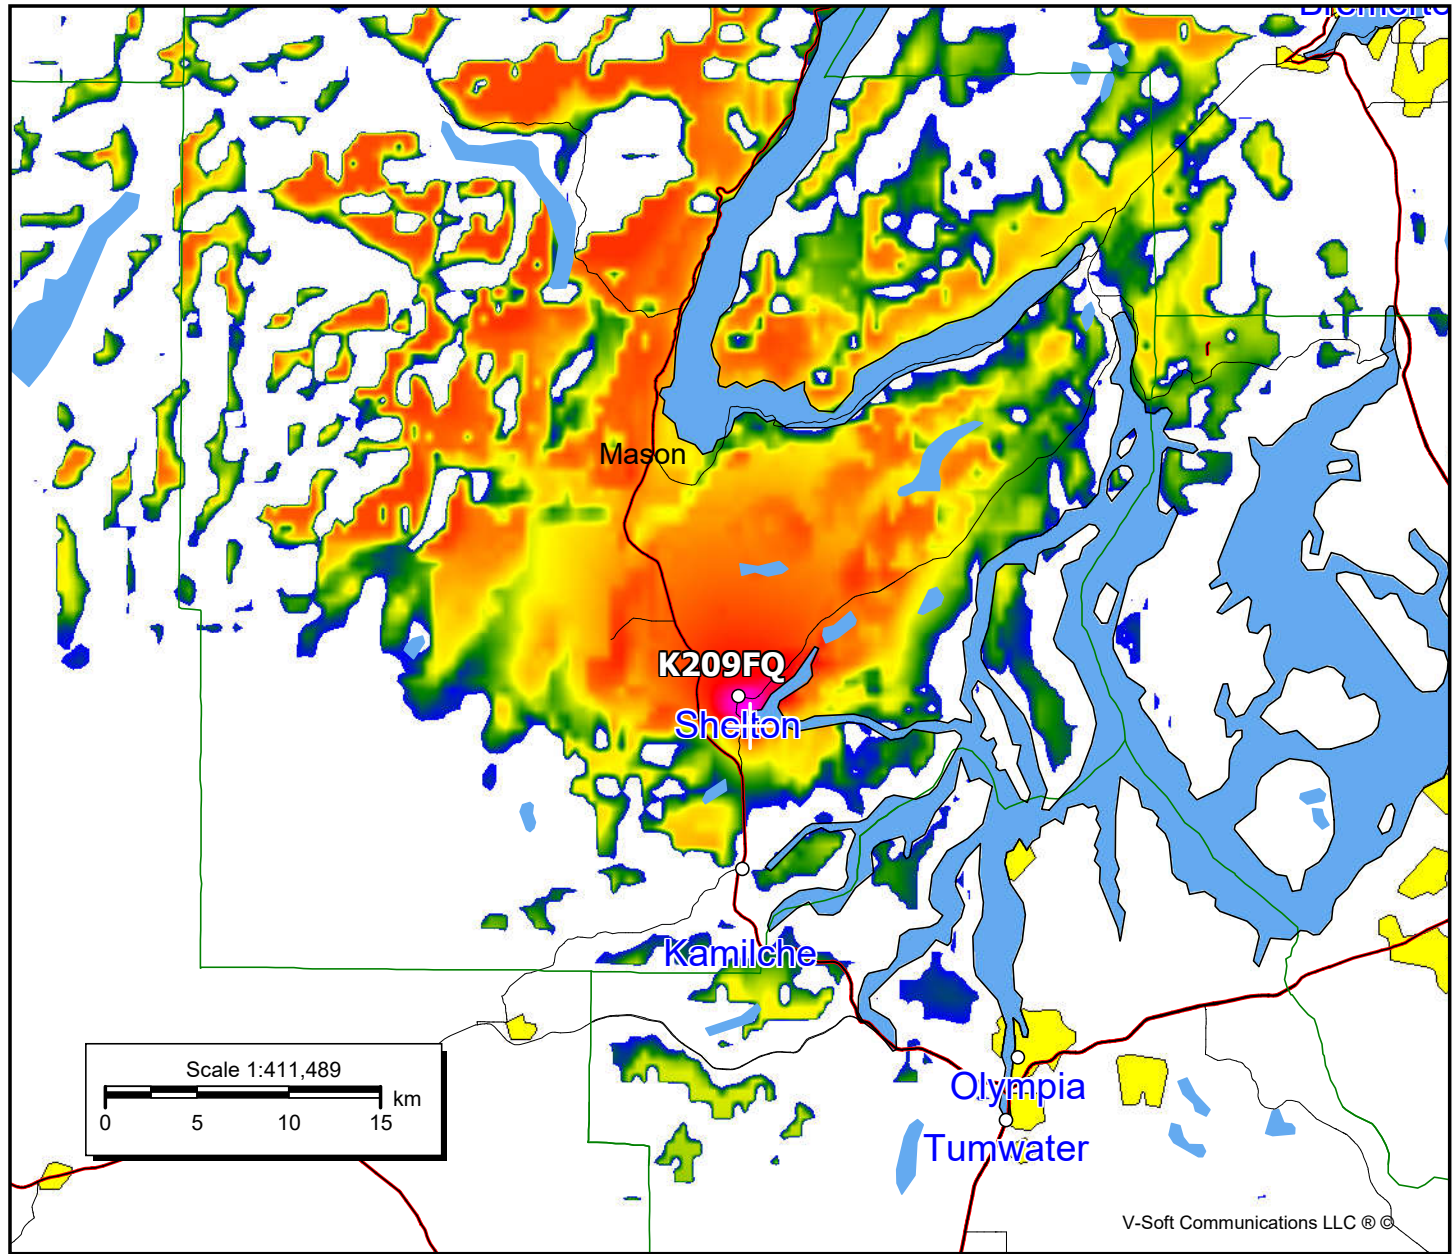 Mason
K209FQ
Shelton
Kamilche
Scale 1:411,489
km
0 5 10 15
Olympia
Tumwater
V-Soft Communications LLC ® ©